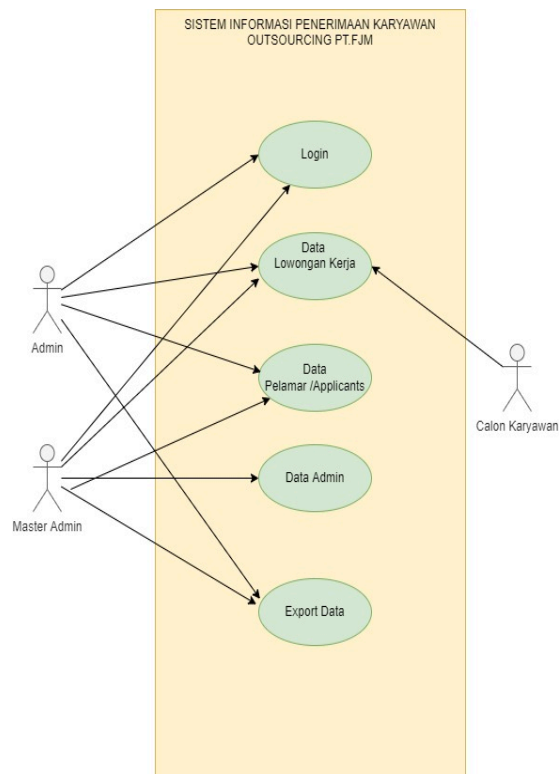 SISTEM INFORMASI PENERIMAAN KARYAWAN
OUTSOURCING PT.FJM
Login
Data
Lowongan Kerja
Admin
Data
Pelamar /Applicants
Calon Karyawan
Data Admin
Master Admin
Export Data